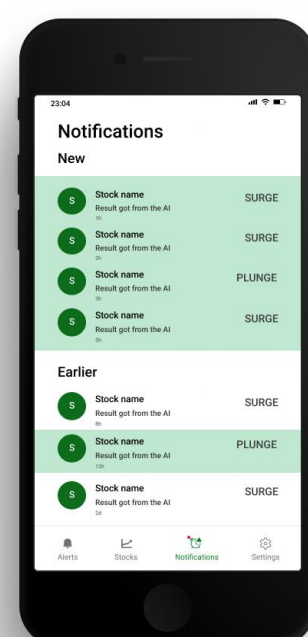 23:04
Notifications
New
S
Stock name
SURGE
Result got from the AI
1h
S
Stock name
SURGE
Result got from the AI
2h
S
Stock name
PLUNGE
Result got from the AI
3h
S
Stock name
SURGE
Result got from the AI
5h
Earlier
S
Stock name
SURGE
Result got from the AI
8h
S
Stock name
PLUNGE
Result got from the AI
12h
S
Stock name
SURGE
Result got from the AI
2d
Alerts Stocks Notifications Settings